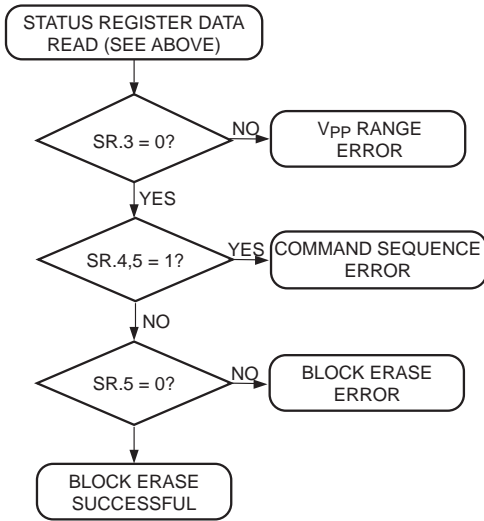 STATUS REGISTER DATA
READ (SEE ABOVE)
SR.3 = 0?
NO
VPP RANGE
ERROR
YES
SR.4,5 = 1?
YES
COMMAND SEQUENCE
ERROR
NO
SR.5 = 0?
NO
BLOCK ERASE
ERROR
BLOCK ERASE
SUCCESSFUL